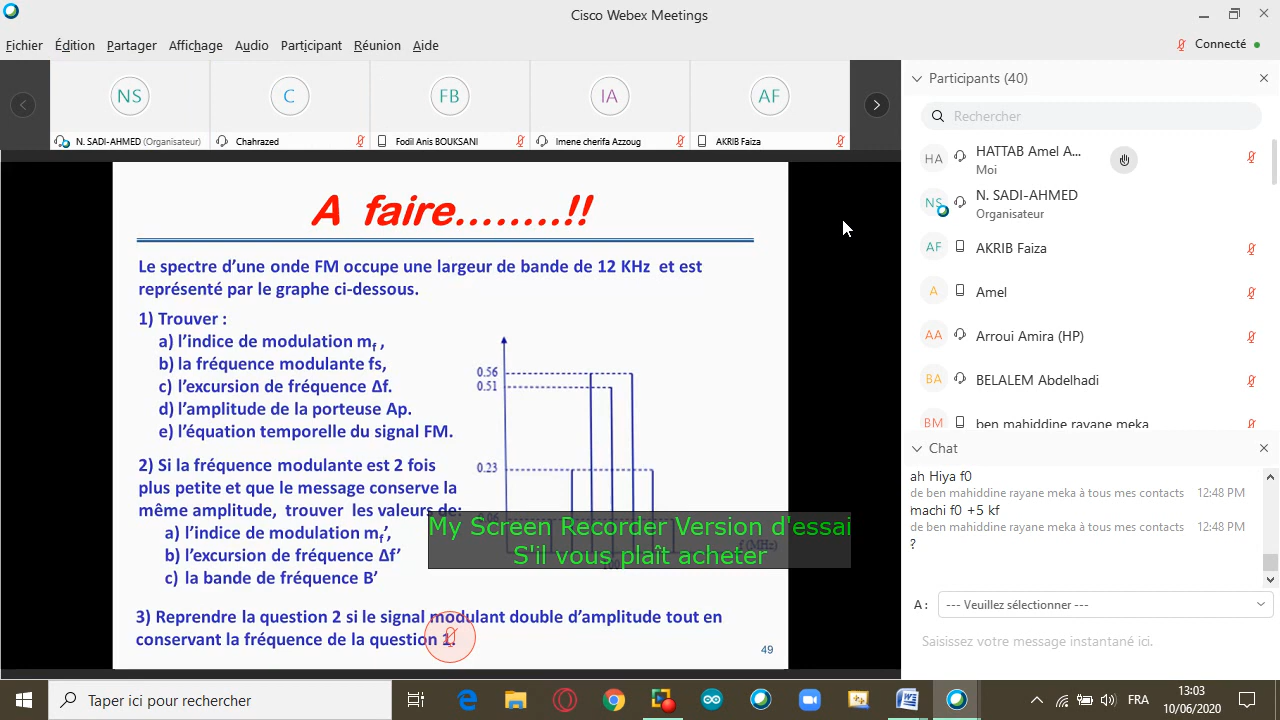 Cisco Webex Meetings
Fichier Édition Partager Affichage Audio Participant Réunion Aide
Connecté
NS C FB IA AF
N. SADI-AHMED (Organisateur) Chahrazed Fodil Anis BOUKSANI Imene cherifa Azzoug AKRIB Faiza
A faire........!!
Le spectre d'une onde FM occupe une largeur de bande de 12 KHz et est
représenté par le graphe ci-dessous.
1) Trouver :
a) l'indice de modulation mf ,
b) la fréquence modulante fs,
c) l'excursion de fréquence Δf.
d) l'amplitude de la porteuse Ap.
e) l'équation temporelle du signal FM.
2) Si la fréquence modulante est 2 fois
plus petite et que le message conserve la
même amplitude, trouver les valeurs de:
a) l'indice de modulation mf',
b) l'excursion de fréquence Δf'
c) la bande de fréquence B'
3) Reprendre la question 2 si le signal modulant double d'amplitude tout en
conservant la fréquence de la question 1.
0.56
0.51
0.23
My Screen Recorder Version d'essai
S'il vous plaît acheter
49
Participants (40)
Rechercher
HA HATTAB Amel A...
Moi
NS N. SADI-AHMED
Organisateur
AF AKRIB Faiza
A Amel
AA Arroui Amira (HP)
BA BELALEM Abdelhadi
BM ben mahiddine rayane meka
Chat
ah Hiya f0
de ben mahiddine rayane meka à tous mes contacts 12:48 PM
machi f0 +5 kf
de ben mahiddine rayane meka à tous mes contacts 12:48 PM
?
A : --- Veuillez sélectionner ---
Saisissez votre message instantané ici.
Taper ici pour rechercher
FRA
13:03
10/06/2020